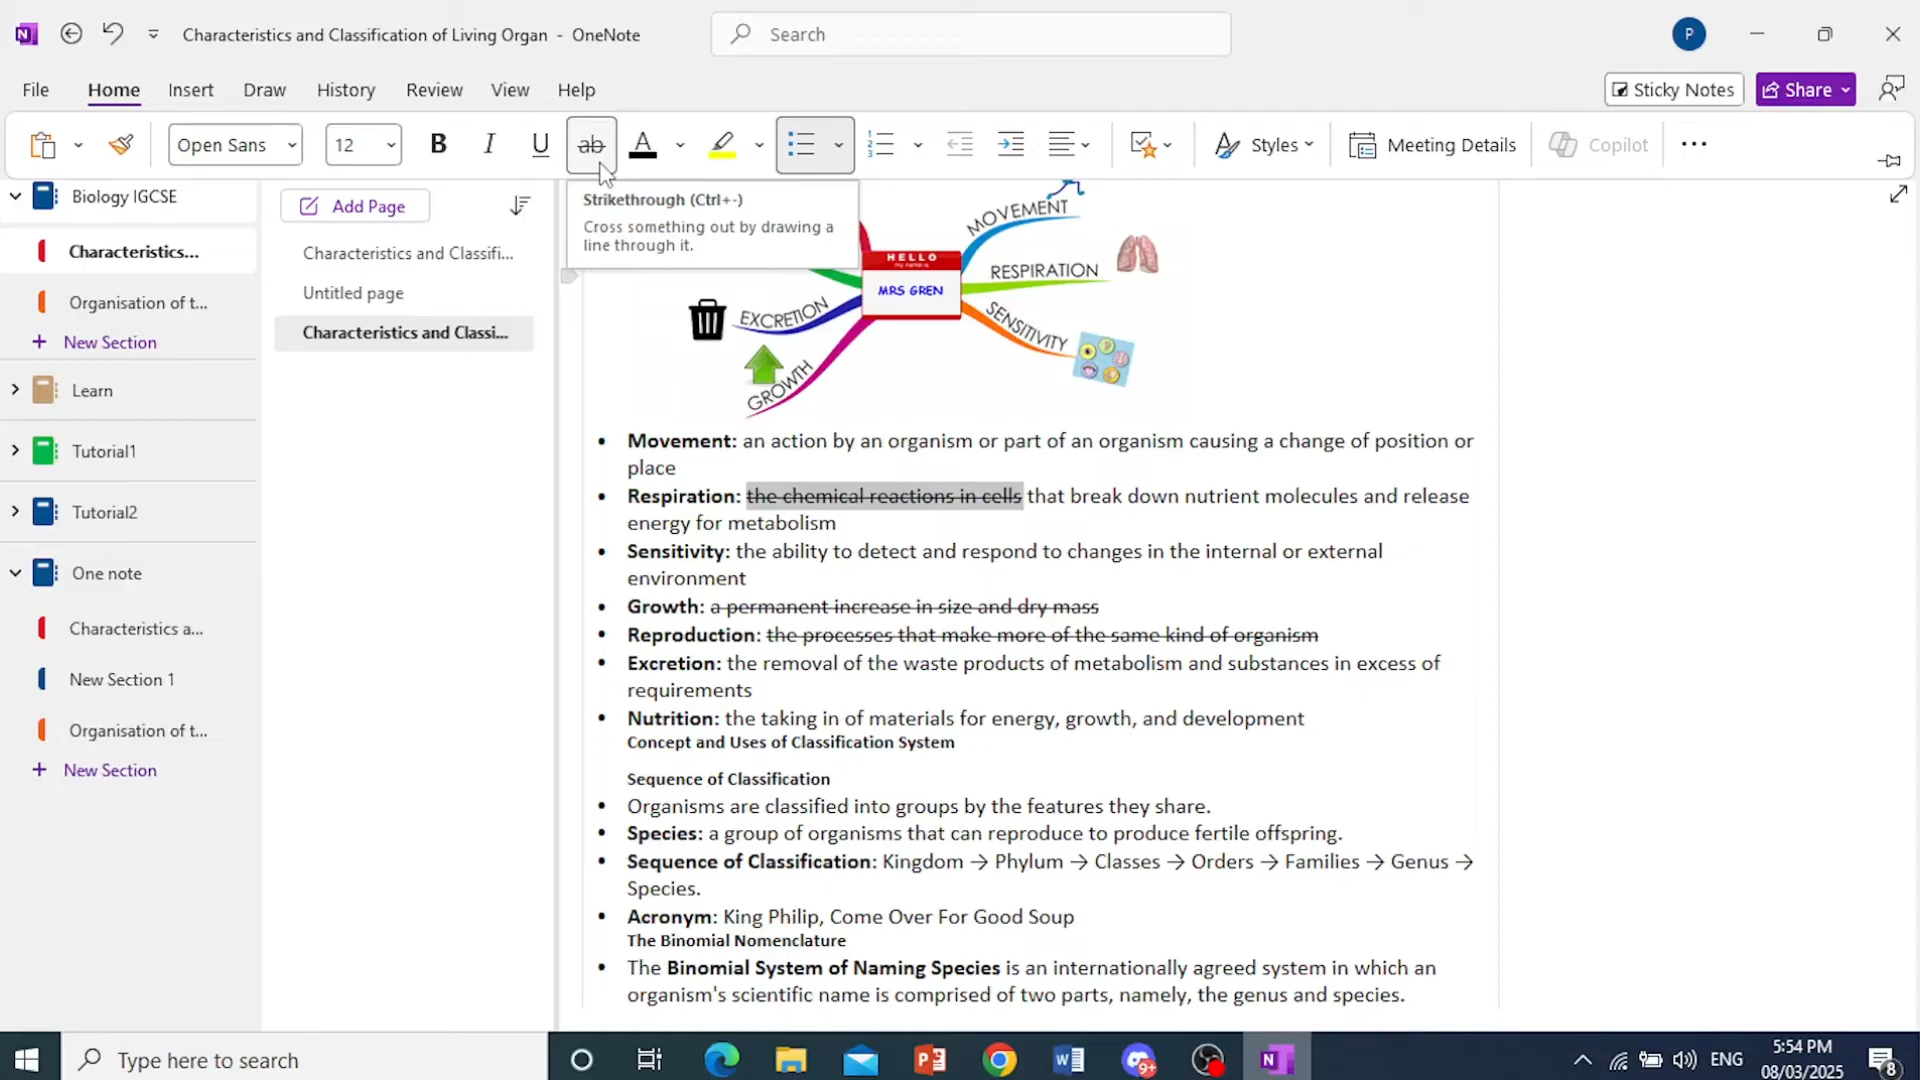 Characteristics and Classification of Living Organ - OneNote
Search
P
File
Home
Insert
Draw
History
Review
View
Help
Sticky Notes
Share
Open Sans
12
B
I
U
ab
A
Styles
Meeting Details
Copilot
Strikethrough (Ctrl+-)
Cross something out by drawing a
line through it.
Biology IGCSE
Characteristics...
Organisation of t...
+ New Section
Learn
Tutorial1
Tutorial2
One note
Characteristics a...
New Section 1
Organisation of t...
+ New Section
Add Page
Characteristics and Classifi...
Untitled page
Characteristics and Classi...
MOVEMENT
HELLO
my name is
MRS GREN
RESPIRATION
EXCRETION
SENSITIVITY
GROWTH
• Movement: an action by an organism or part of an organism causing a change of position or
place
• Respiration: the chemical reactions in cells that break down nutrient molecules and release
energy for metabolism
• Sensitivity: the ability to detect and respond to changes in the internal or external
environment
• Growth: a permanent increase in size and dry mass
• Reproduction: the processes that make more of the same kind of organism
• Excretion: the removal of the waste products of metabolism and substances in excess of
requirements
• Nutrition: the taking in of materials for energy, growth, and development
Concept and Uses of Classification System
Sequence of Classification
• Organisms are classified into groups by the features they share.
• Species: a group of organisms that can reproduce to produce fertile offspring.
• Sequence of Classification: Kingdom → Phylum → Classes → Orders → Families → Genus →
Species.
• Acronym: King Philip, Come Over For Good Soup
The Binomial Nomenclature
• The Binomial System of Naming Species is an internationally agreed system in which an
organism's scientific name is comprised of two parts, namely, the genus and species.
Type here to search
9+
ENG
5:54 PM
08/03/2025
8